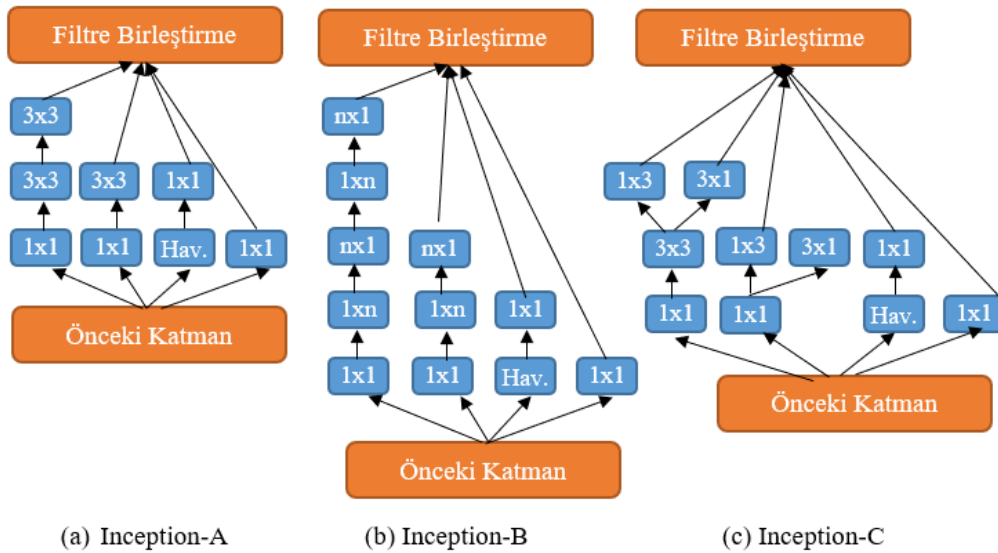 Filtre Birleştirme
3x3
3x3
3x3
1x1
1x1
1x1
Hav.
1x1
Önceki Katman
(a) Inception-A
Filtre Birleştirme
nx1
1xn
nx1
nx1
1xn
1xn
1x1
1x1
1x1
Hav.
1x1
Önceki Katman
(b) Inception-B
Filtre Birleştirme
1x3
3x1
3x3
1x3
3x1
1x1
1x1
1x1
Hav.
1x1
Önceki Katman
(c) Inception-C